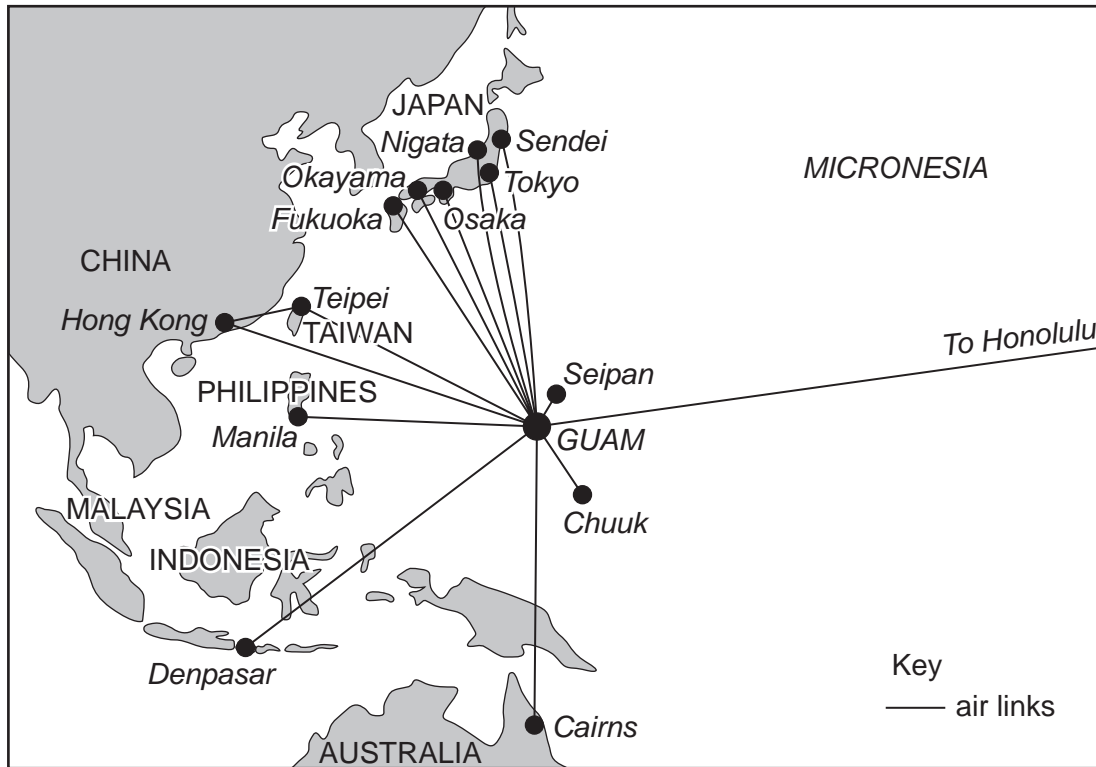 JAPAN
Nigata
Sendei
Okayama
Tokyo
MICRONESIA
Fukuoka
Osaka
CHINA
Teipei
Hong Kong
TAIWAN
To Honolulu
Seipan
PHILIPPINES
Manila
GUAM
MALAYSIA
Chuuk
INDONESIA
Denpasar
Key
air links
Cairns
AUSTRALIA